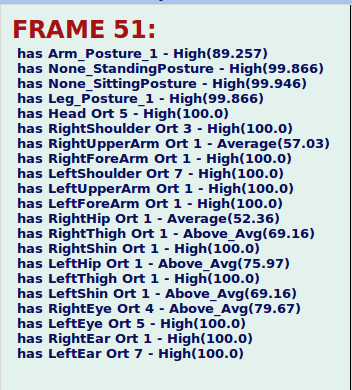 FRAME 51:
has Arm_Posture_1 - High(89.257)
has None_StandingPosture - High(99.866)
has None_SittingPosture - High(99.946)
has Leg_Posture_1 - High(99.866)
has Head Ort 5 - High(100.0)
has RightShoulder Ort 3 - High(100.0)
has RightUpperArm Ort 1 - Average(57.03)
has RightForeArm Ort 1 - High(100.0)
has LeftShoulder Ort 7 - High(100.0)
has LeftUpperArm Ort 1 - High(100.0)
has LeftForeArm Ort 1 - High(100.0)
has RightHip Ort 1 - Average(52.36)
has RightThigh Ort 1 - Above_Avg(69.16)
has RightShin Ort 1 - High(100.0)
has LeftHip Ort 1 - Above_Avg(75.97)
has LeftThigh Ort 1 - High(100.0)
has LeftShin Ort 1 - Above_Avg(69.16)
has RightEye Ort 4 - Above_Avg(79.67)
has LeftEye Ort 5 - High(100.0)
has RightEar Ort 1 - High(100.0)
has LeftEar Ort 7 - High(100.0)